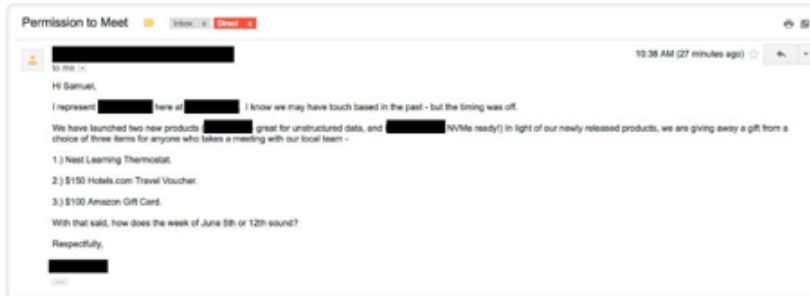 Permission to Meet Inbox x Direct x
10:38 AM (27 minutes ago)
to me
Hi Samuel,
I represent here at . I know we may have touch based in the past - but the timing was off.
We have launched two new products ( great for unstructured data, and NVMe ready!) In light of our newly released products, we are giving away a gift from a
choice of three items for anyone who takes a meeting with our local team -
1.) Nest Learning Thermostat.
2.) $150 Hotels.com Travel Voucher.
3.) $100 Amazon Gift Card.
With that said, how does the week of June 5th or 12th sound?
Respectfully,